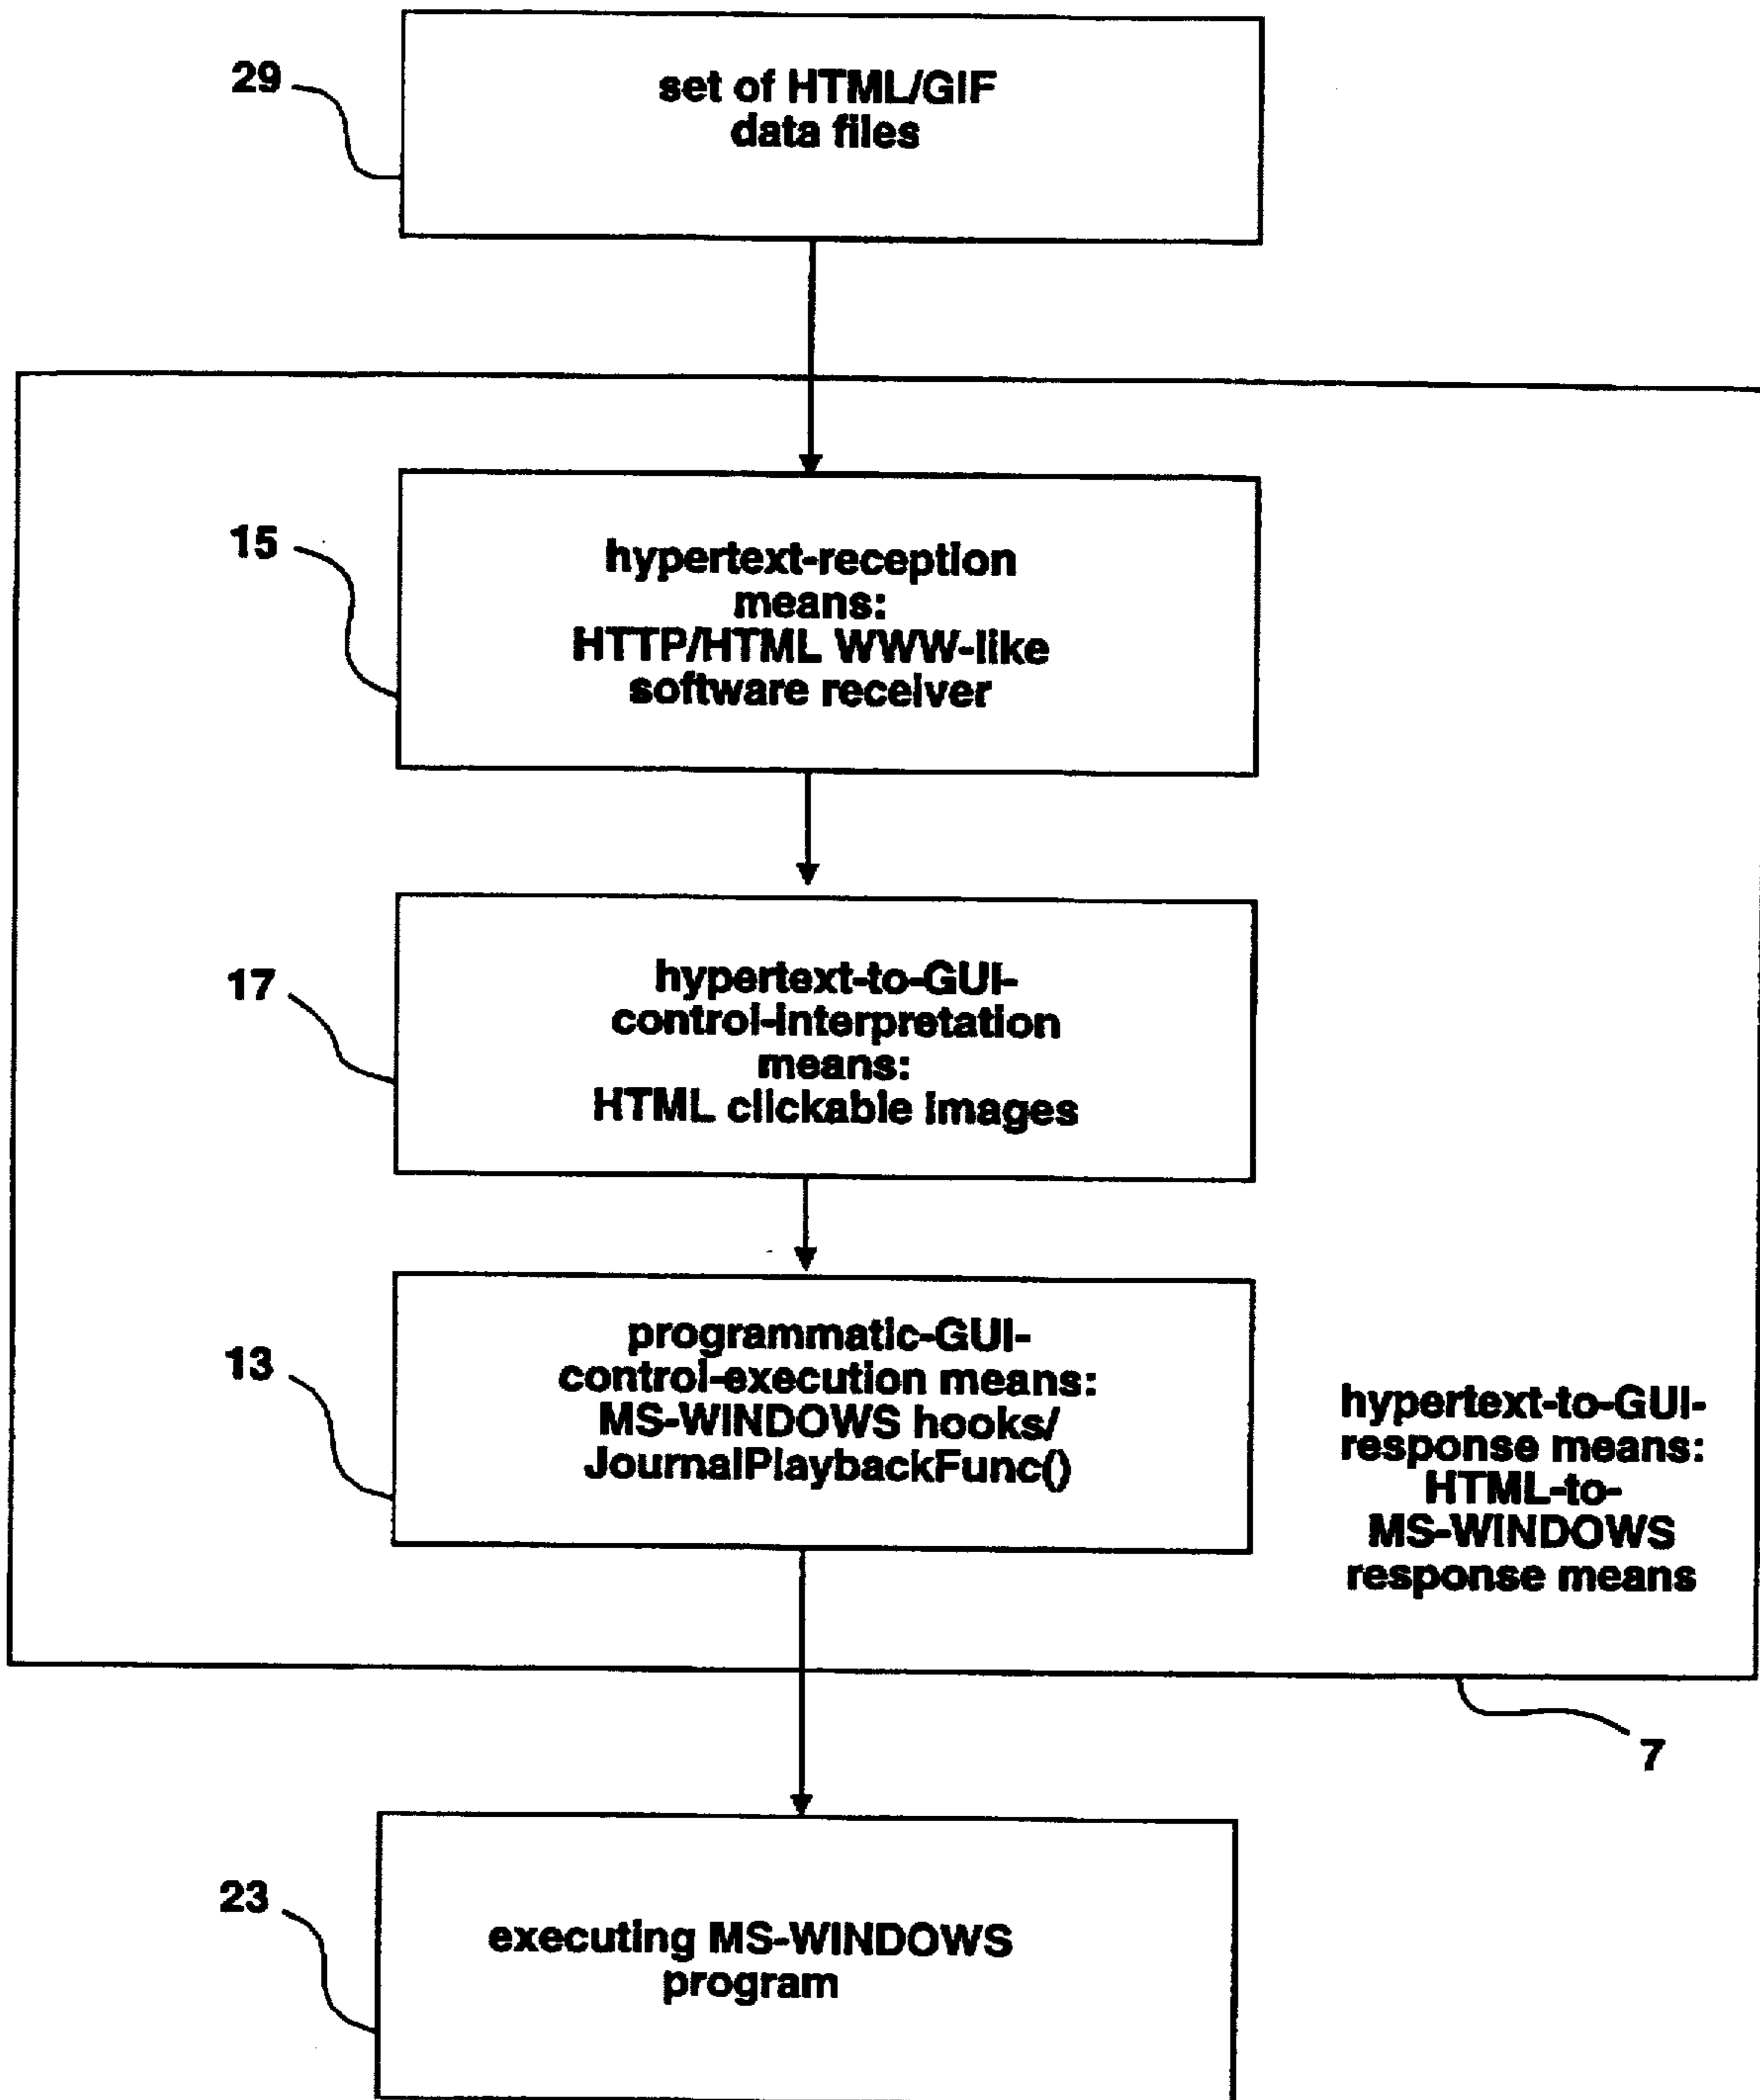 29
set of HTML/GIF
data files
15
hypertext-reception
means:
HTTP/HTML WWW-like
software receiver
17
hypertext-to-GUI-
control-interpretation
means:
HTML clickable images
13
programmatic-GUI-
control-execution means:
MS-WINDOWS hooks/
JournalPlaybackFunc()
hypertext-to-GUI-
response means:
HTML-to-
MS-WINDOWS
response means
7
23
executing MS-WINDOWS
program